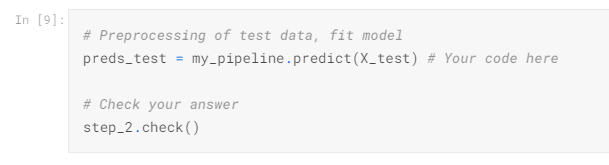 In [9]:
# Preprocessing of test data, fit model
preds_test = my_pipeline.predict(X_test) # Your code here
# Check your answer
step_2.check()